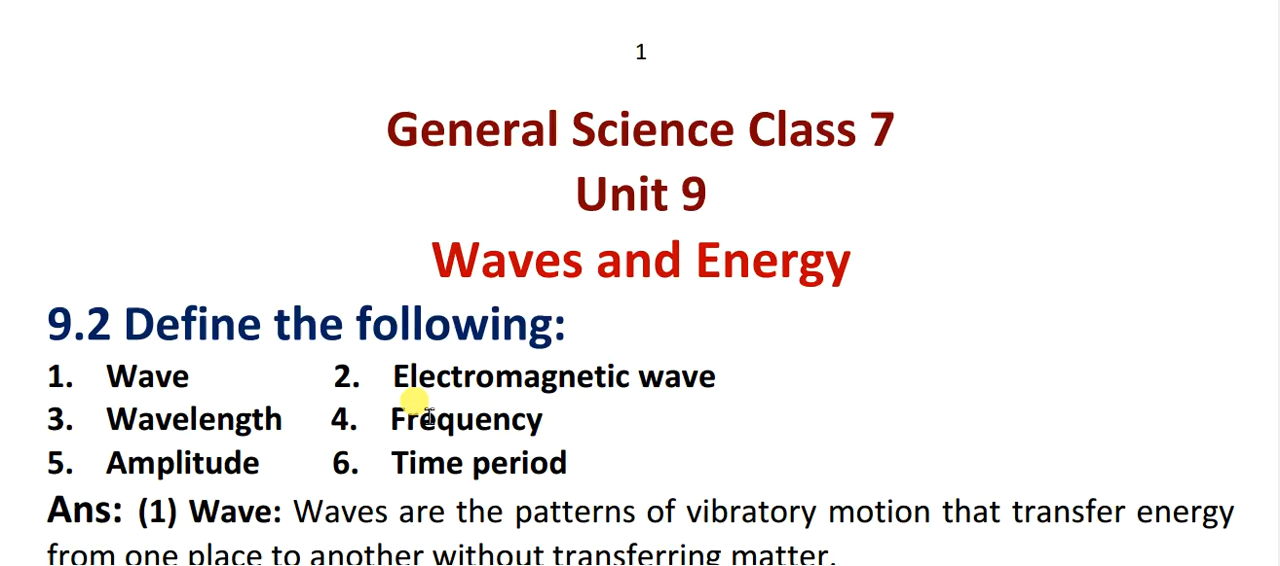 1
General Science Class 7
Unit 9
Waves and Energy
9.2 Define the following:
1. Wave 2. Electromagnetic wave
3. Wavelength 4. Frequency
5. Amplitude 6. Time period
Ans: (1) Wave: Waves are the patterns of vibratory motion that transfer energy
from one place to another without transferring matter.